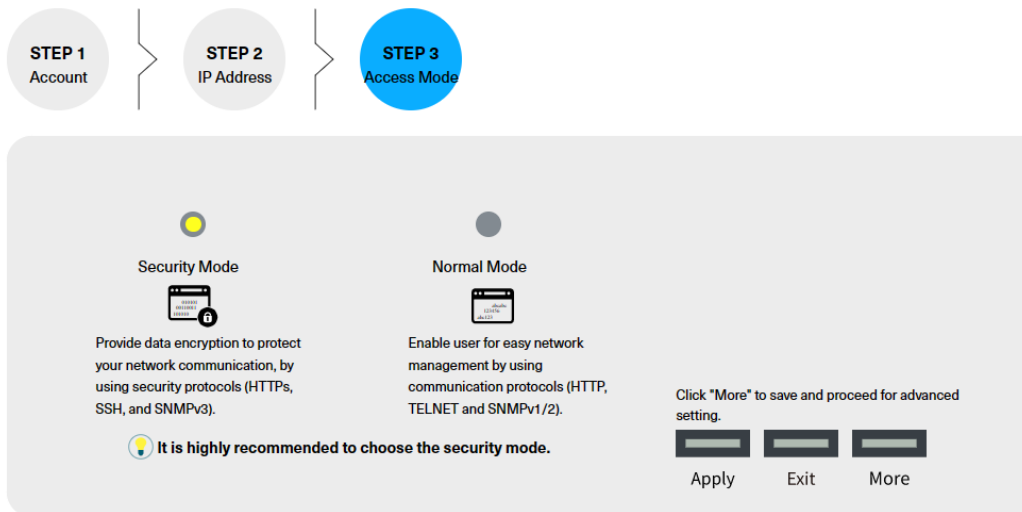 STEP 1
Account
STEP 2
IP Address
STEP 3
Access Mode
Security Mode
Provide data encryption to protect
your network communication, by
using security protocols (HTTPs,
SSH, and SNMPv3).
Normal Mode
Enable user for easy network
management by using
communication protocols (HTTP,
TELNET and SNMPv1/2).
It is highly recommended to choose the security mode.
Click "More" to save and proceed for advanced
setting.
Apply
Exit
More